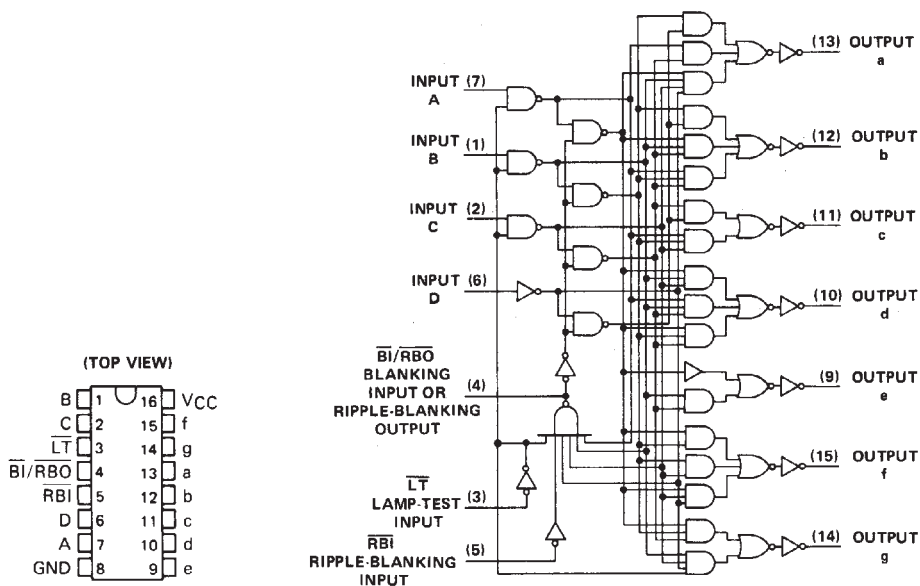 (13) OUTPUT
a
INPUT (7)
A
(12) OUTPUT
b
INPUT (1)
B
(11) OUTPUT
c
INPUT (2)
C
INPUT (6)
D
(10) OUTPUT
d
(TOP VIEW)
BI/RBO
BLANKING
INPUT OR (4)
RIPPLE-BLANKING
OUTPUT
(9) OUTPUT
e
B 1 16 VCC
C 2 15 f
LT 3 14 g
BI/RBO 4 13 a
RBI 5 12 b
D 6 11 c
A 7 10 d
GND 8 9 e
(15) OUTPUT
f
LT
LAMP-TEST (3)
INPUT
RBI (5)
RIPPLE-BLANKING
INPUT
(14) OUTPUT
g